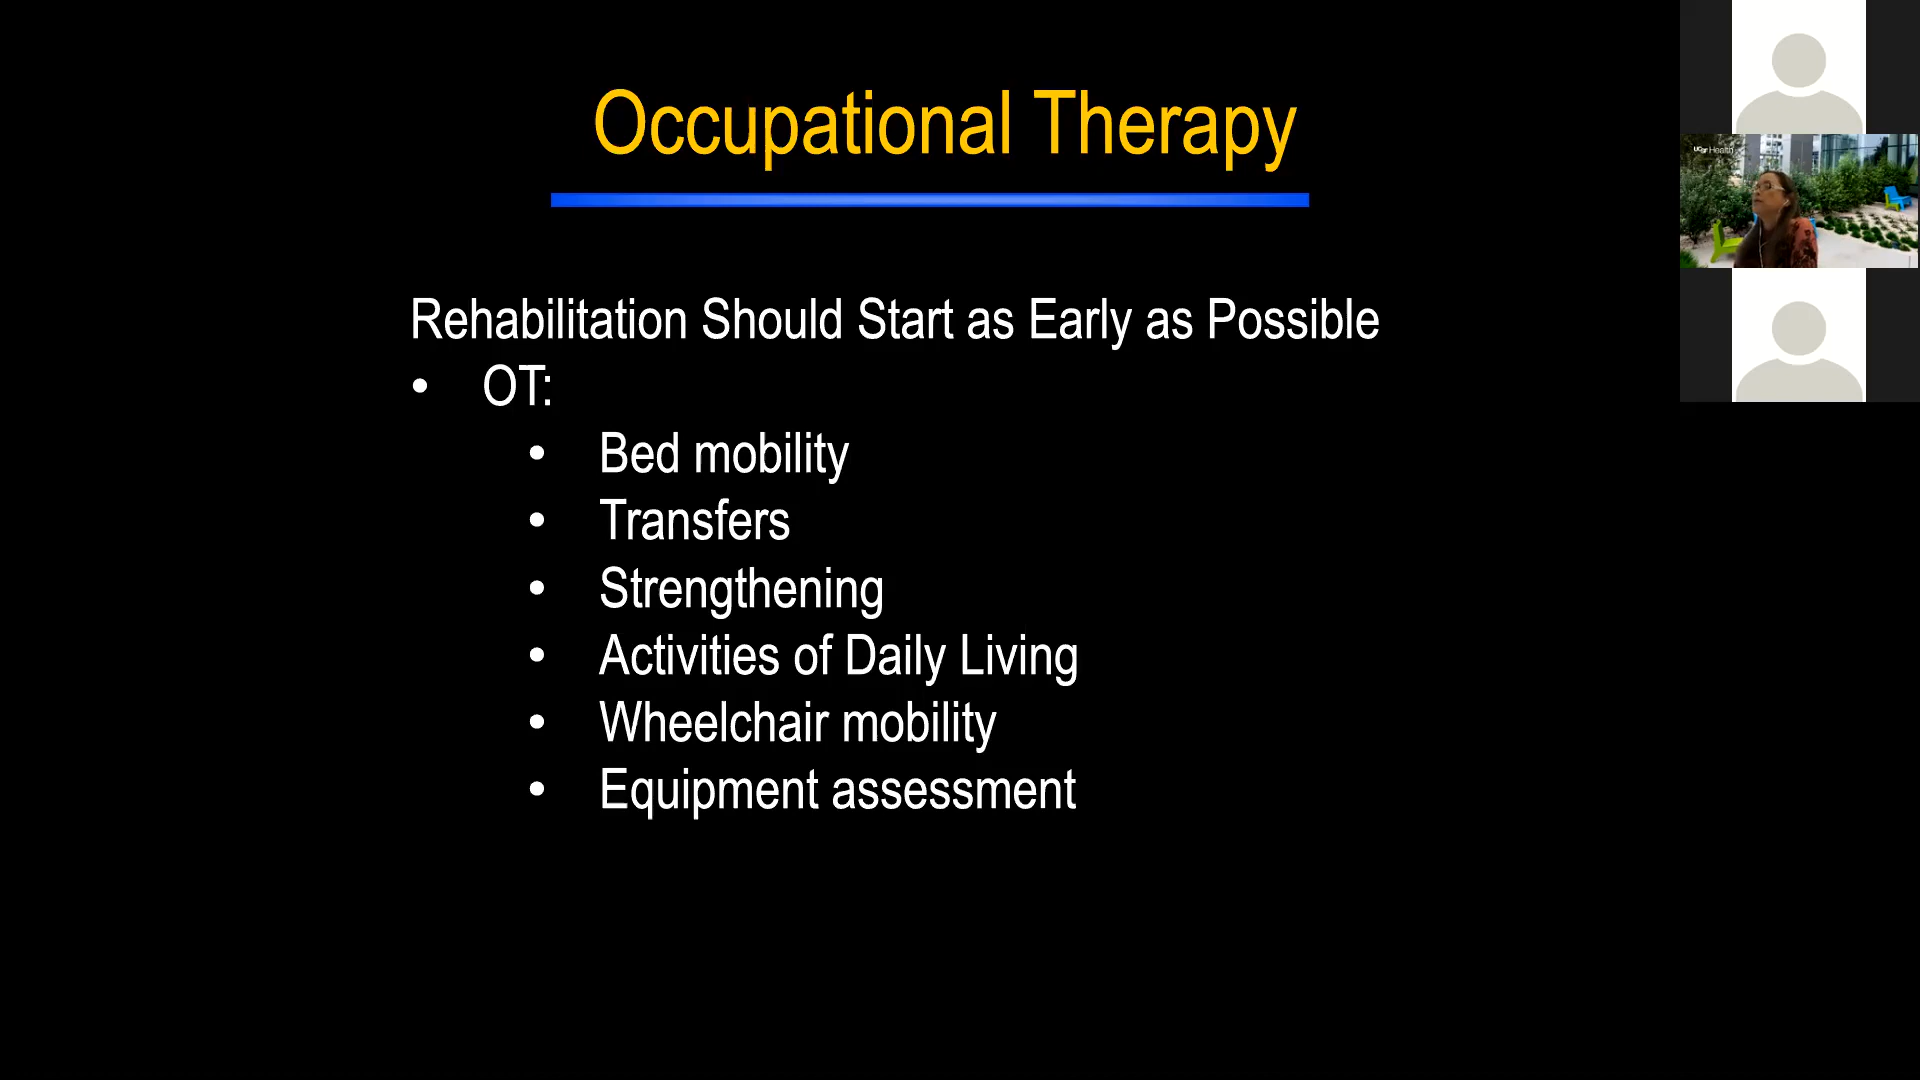 Occupational Therapy
Rehabilitation Should Start as Early as Possible
• OT:
• Bed mobility
• Transfers
• Strengthening
• Activities of Daily Living
• Wheelchair mobility
• Equipment assessment
Health